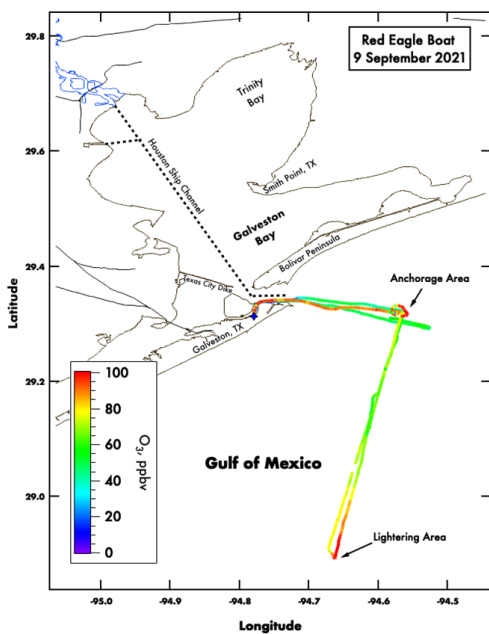 Red Eagle Boat
9 September 2021
Trinity
Bay
Houston Ship Channel
Smith Point, TX
Galveston
Bay
Bolivar Peninsula
Texas City Dike
Anchorage Area
Galveston, TX
Gulf of Mexico
Lightering Area
100
80
60
40
20
0
O3, ppbv
29.8
29.6
29.4
29.2
29.0
Latitude
-95.0
-94.9
-94.8
-94.7
-94.6
-94.5
Longitude